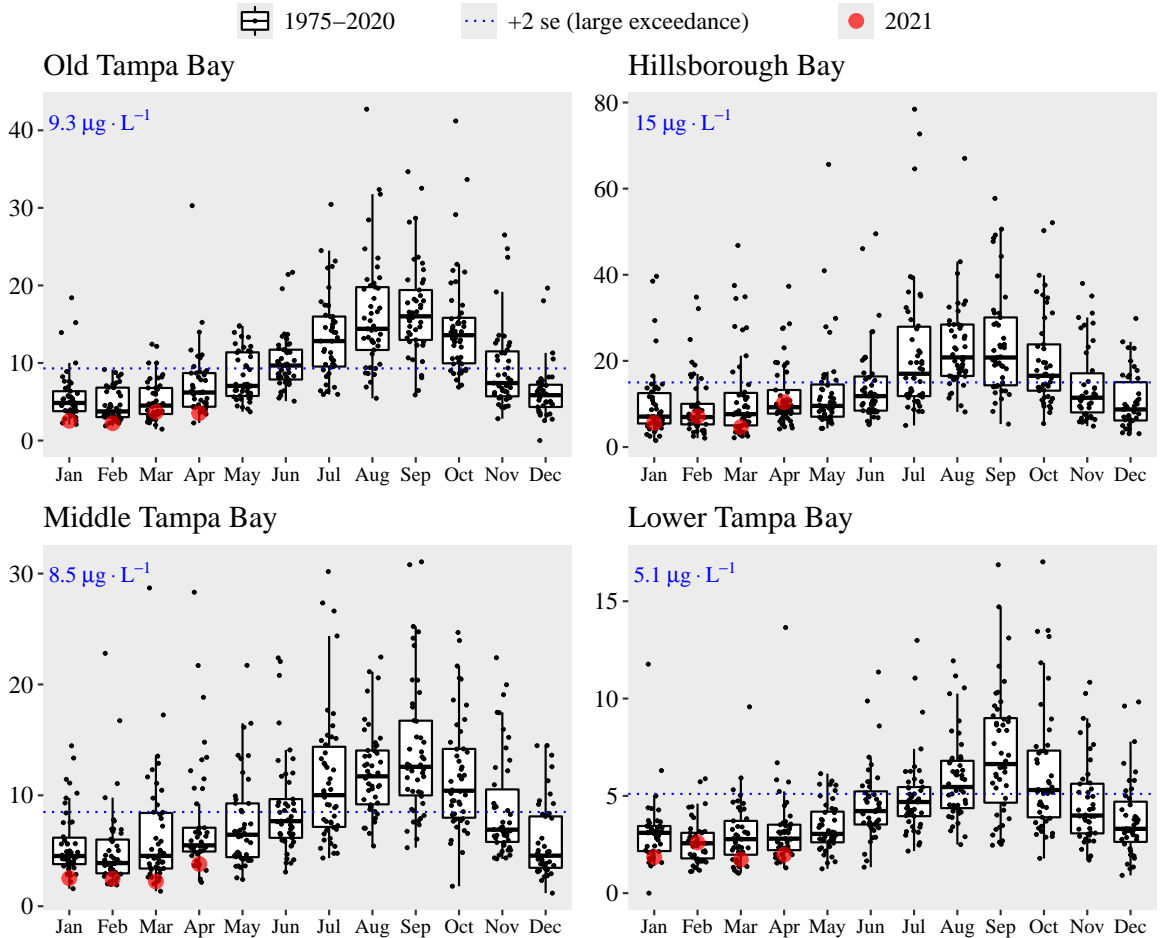 1975−2020 +2 se (large exceedance) 2021
Old Tampa Bay
9.3 μg · L⁻¹
40
30
20
10
0
Jan Feb Mar Apr May Jun Jul Aug Sep Oct Nov Dec
Hillsborough Bay
15 μg · L⁻¹
80
60
40
20
0
Jan Feb Mar Apr May Jun Jul Aug Sep Oct Nov Dec
Middle Tampa Bay
8.5 μg · L⁻¹
30
20
10
0
Jan Feb Mar Apr May Jun Jul Aug Sep Oct Nov Dec
Lower Tampa Bay
5.1 μg · L⁻¹
15
10
5
0
Jan Feb Mar Apr May Jun Jul Aug Sep Oct Nov Dec